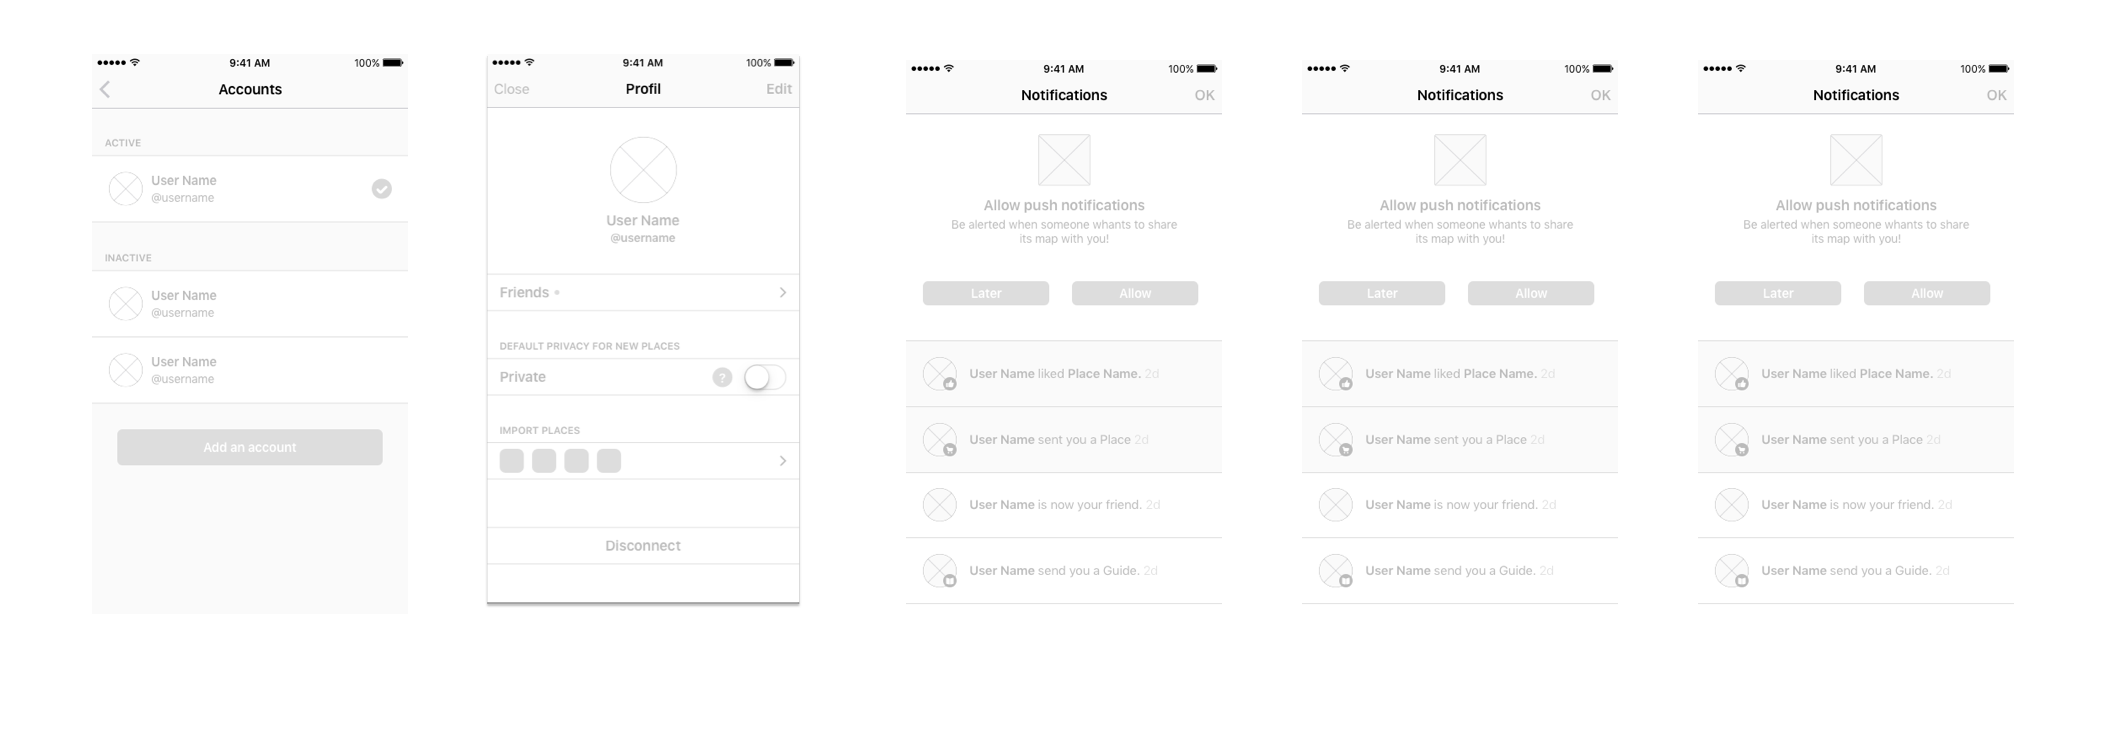 9:41 AM 100%
Accounts
ACTIVE
User Name
@username
INACTIVE
User Name
@username
User Name
@username
Add an account
9:41 AM 100%
Close Profil Edit
User Name
@username
Friends
DEFAULT PRIVACY FOR NEW PLACES
Private ?
IMPORT PLACES
Disconnect
9:41 AM 100%
Notifications OK
Allow push notifications
Be alerted when someone whants to share
its map with you!
Later Allow
User Name liked Place Name. 2d
User Name sent you a Place 2d
User Name is now your friend. 2d
User Name send you a Guide. 2d
9:41 AM 100%
Notifications OK
Allow push notifications
Be alerted when someone whants to share
its map with you!
Later Allow
User Name liked Place Name. 2d
User Name sent you a Place 2d
User Name is now your friend. 2d
User Name send you a Guide. 2d
9:41 AM 100%
Notifications OK
Allow push notifications
Be alerted when someone whants to share
its map with you!
Later Allow
User Name liked Place Name. 2d
User Name sent you a Place 2d
User Name is now your friend. 2d
User Name send you a Guide. 2d